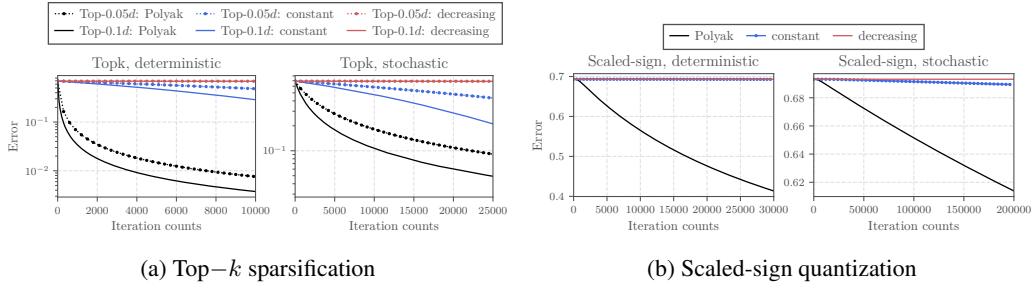 Top-0.05d: Polyak Top-0.05d: constant Top-0.05d: decreasing
Top-0.1d: Polyak Top-0.1d: constant Top-0.1d: decreasing
Topk, deterministic
Error
10⁻¹
10⁻²
0 2000 4000 6000 8000 10000
Iteration counts
Topk, stochastic
10⁻¹
0 5000 10000 15000 20000 25000
Iteration counts
(a) Top−k sparsification
Polyak constant decreasing
Scaled-sign, deterministic
Error
0.7
0.6
0.5
0.4
0 5000 10000 15000 20000 25000 30000
Iteration counts
Scaled-sign, stochastic
0.68
0.66
0.64
0.62
0 50000 100000 150000 200000
Iteration counts
(b) Scaled-sign quantization